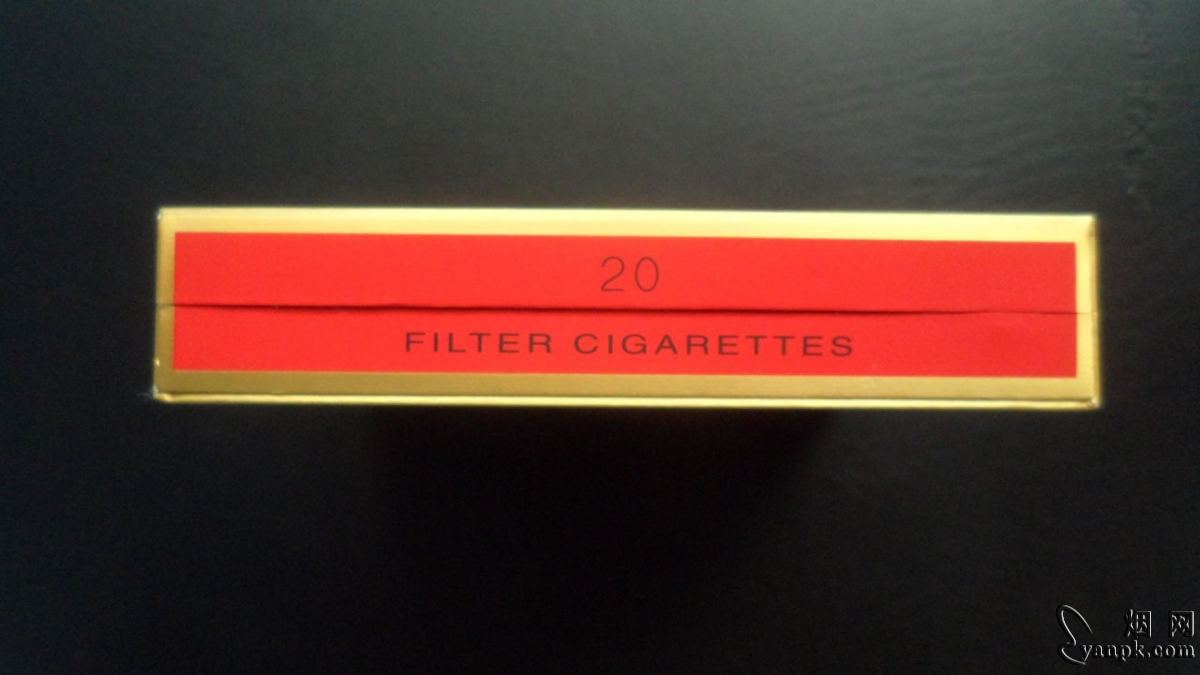 20
FILTER CIGARETTES
烟网
yanpk.com